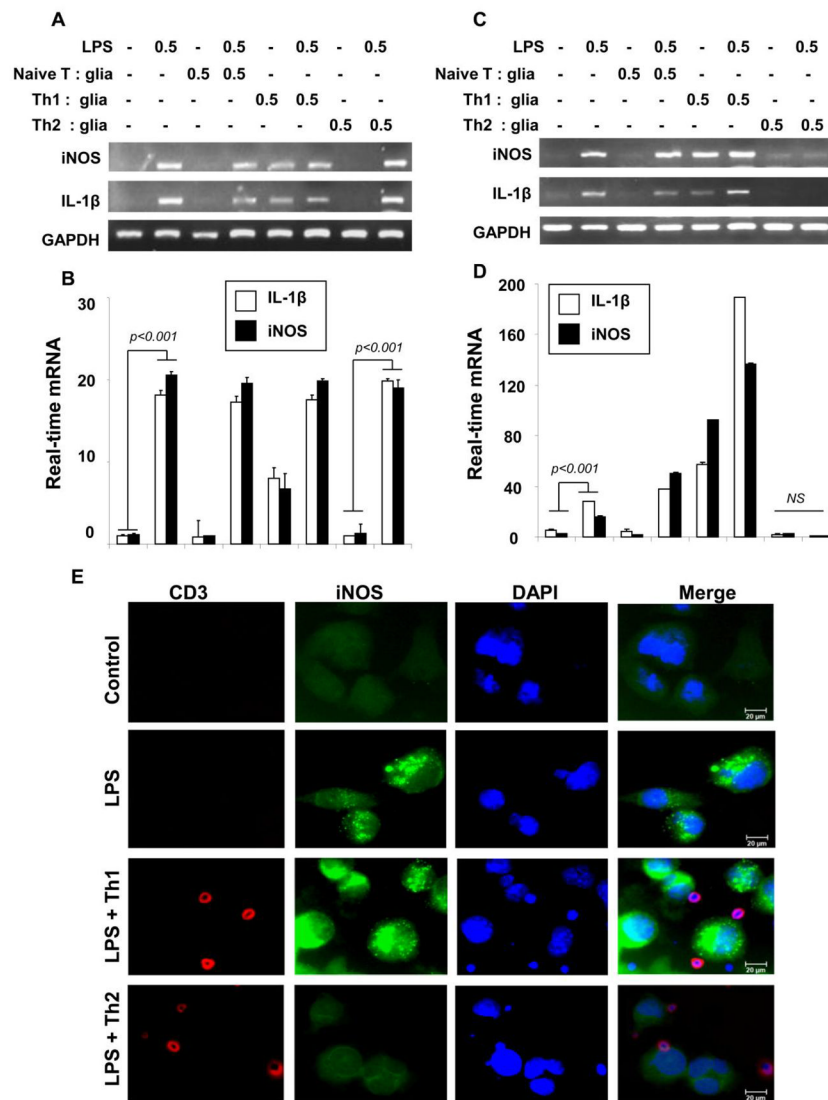 A
LPS - 0.5 - 0.5 - 0.5 - 0.5
Naive T : glia - - 0.5 0.5 - - - -
Th1 : glia - - - - 0.5 0.5 - -
Th2 : glia - - - - - - 0.5 0.5
iNOS
IL-1β
GAPDH
B
IL-1β
iNOS
30
20
10
0
Real-time mRNA
p<0.001
p<0.001
C
LPS - 0.5 - 0.5 - 0.5 - 0.5
Naive T : glia - - 0.5 0.5 - - - -
Th1 : glia - - - - 0.5 0.5 - -
Th2 : glia - - - - - - 0.5 0.5
iNOS
IL-1β
GAPDH
D
IL-1β
iNOS
200
160
120
80
40
0
Real-time mRNA
p<0.001
NS
E
CD3 iNOS DAPI Merge
Control
20 µm
LPS
20 µm
LPS + Th1
20 µm
LPS + Th2
20 µm